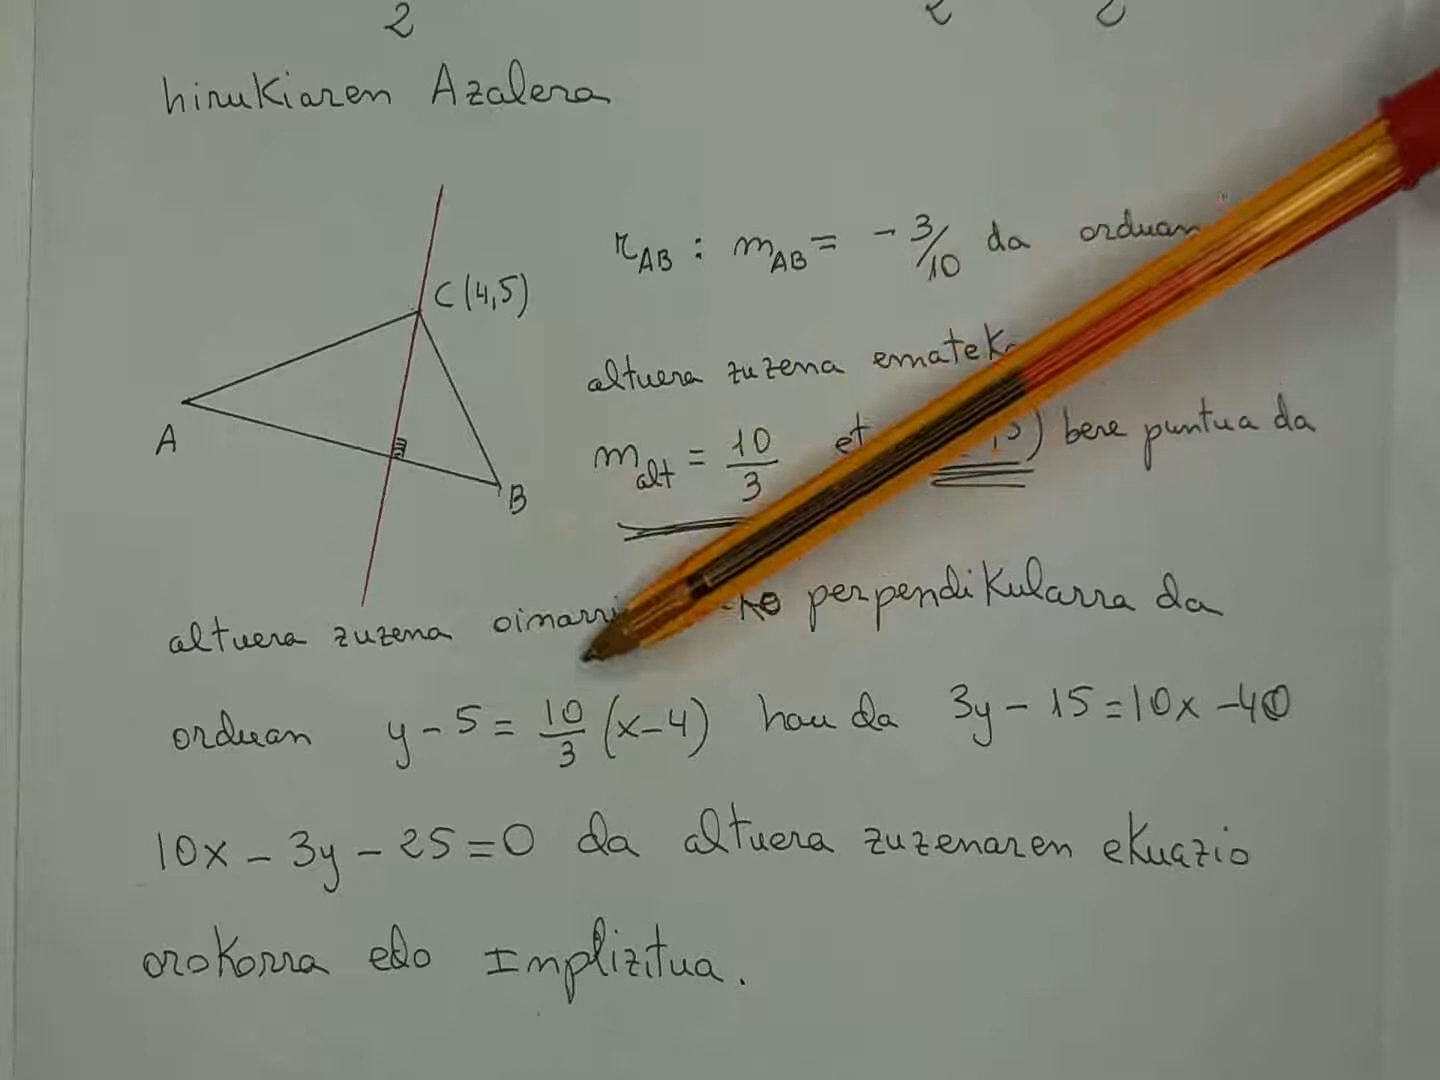 2
hirukiaren Azalera
C(4,5)
A
B
r_AB : m_AB = - 3/10 da orduan
altuera zuzena
m_alt = 10/3 bere puntua da
altuera zuzena perpendikularra da
orduan y - 5 = 10/3 (x-4) hau da 3y - 15 = 10x - 40
10x - 3y - 25 = 0 da altuera zuzenaren ekuazio
orokorra edo Implizitua.